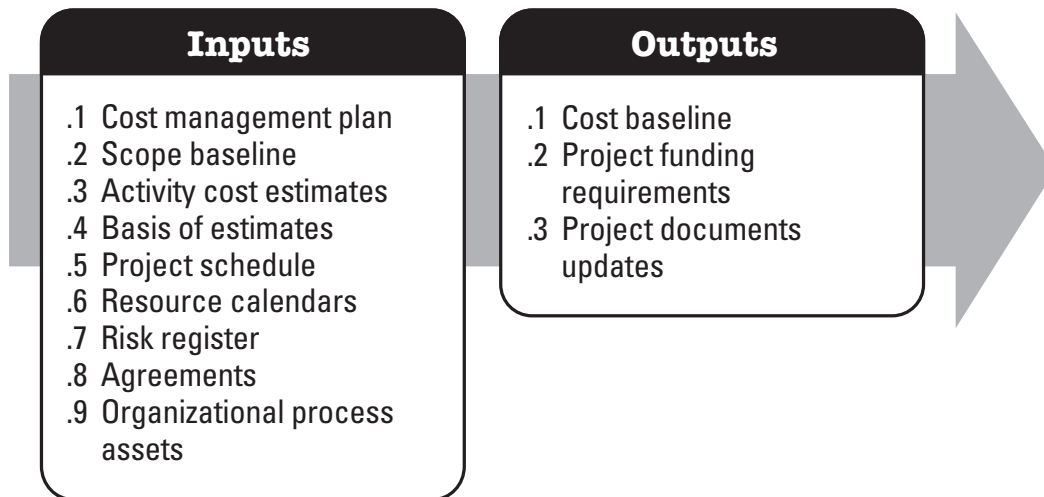 Inputs
.1 Cost management plan
.2 Scope baseline
.3 Activity cost estimates
.4 Basis of estimates
.5 Project schedule
.6 Resource calendars
.7 Risk register
.8 Agreements
.9 Organizational process
assets
Outputs
.1 Cost baseline
.2 Project funding
requirements
.3 Project documents
updates